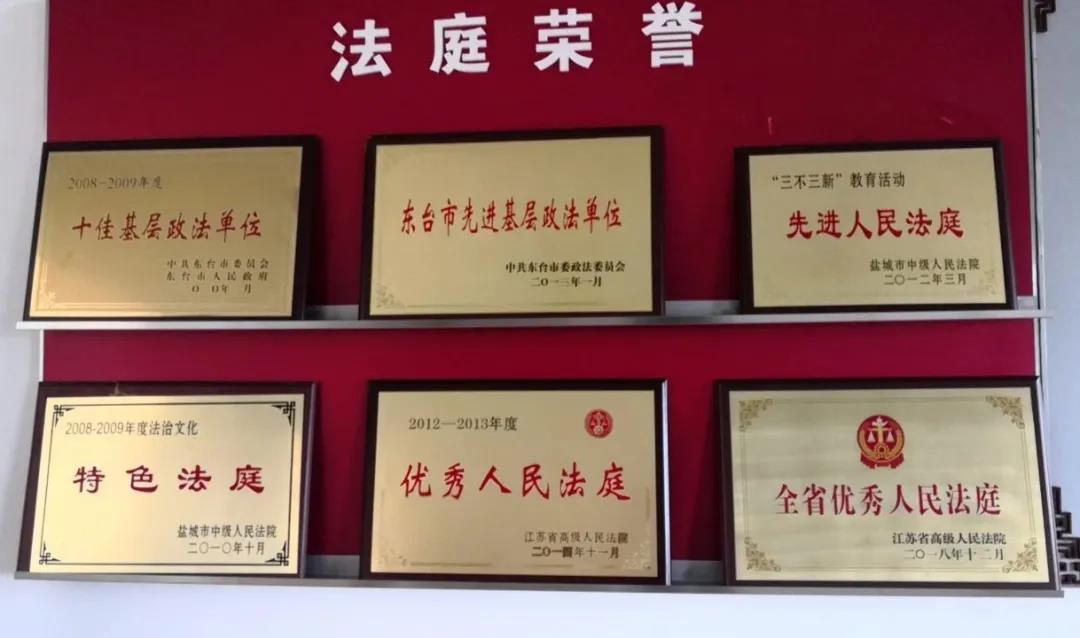 法庭荣誉
2008-2009年度
十佳基层政法单位
中共东台市委员会
东台市人民政府
东台市先进基层政法单位
中共东台市委政法委员会
二〇一三年一月
“三不三新”教育活动
先进人民法庭
盐城市中级人民法院
二〇一二年三月
2008-2009年度法治文化
特色法庭
盐城市中级人民法院
二〇一〇年十月
2012—2013年度
优秀人民法庭
江苏省高级人民法院
二〇一四年十一月
全省优秀人民法庭
江苏省高级人民法院
二〇一八年十二月